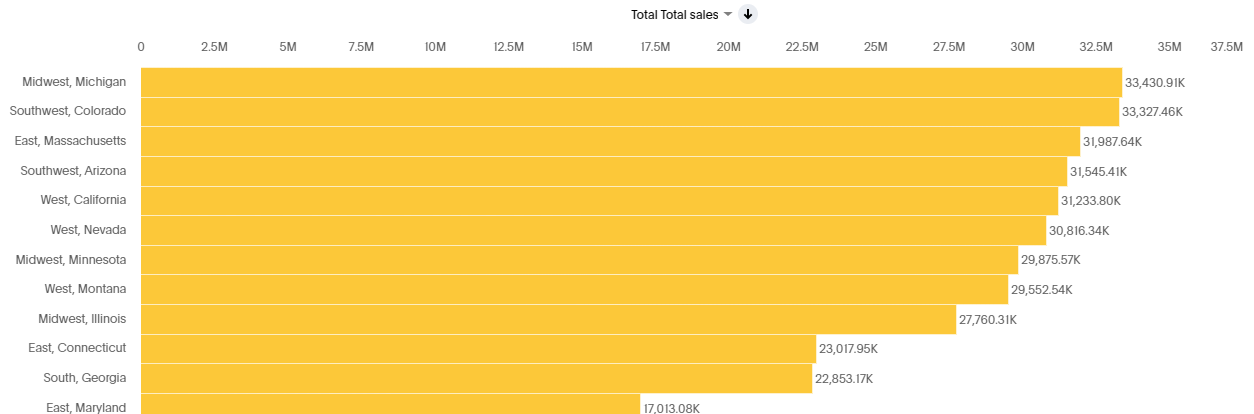 Total Total sales
0 2.5M 5M 7.5M 10M 12.5M 15M 17.5M 20M 22.5M 25M 27.5M 30M 32.5M 35M 37.5M
Midwest, Michigan 33,430.91K
Southwest, Colorado 33,327.46K
East, Massachusetts 31,987.64K
Southwest, Arizona 31,545.41K
West, California 31,233.80K
West, Nevada 30,816.34K
Midwest, Minnesota 29,875.57K
West, Montana 29,552.54K
Midwest, Illinois 27,760.31K
East, Connecticut 23,017.95K
South, Georgia 22,853.17K
East, Maryland 17,013.08K